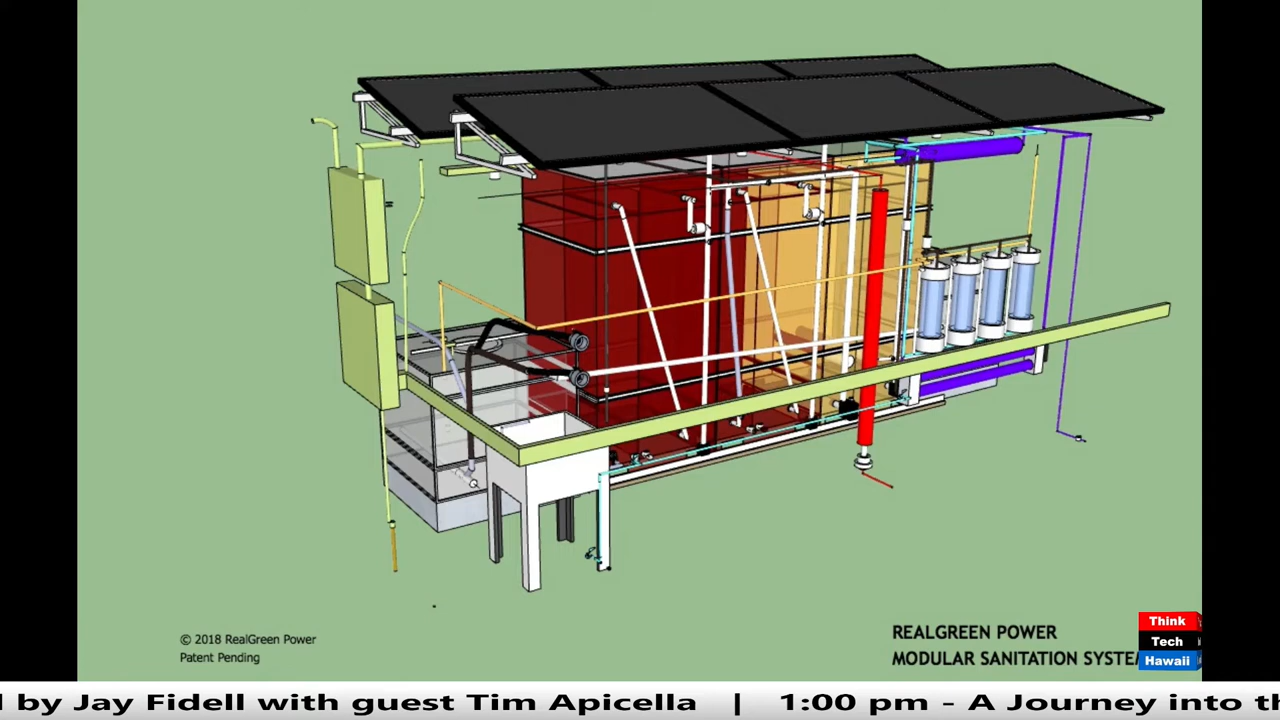 © 2018 RealGreen Power
Patent Pending
REALGREEN POWER
MODULAR SANITATION SYSTE
Think
Tech
Hawaii
by Jay Fidell with guest Tim Apicella | 1:00 pm - A Journey into